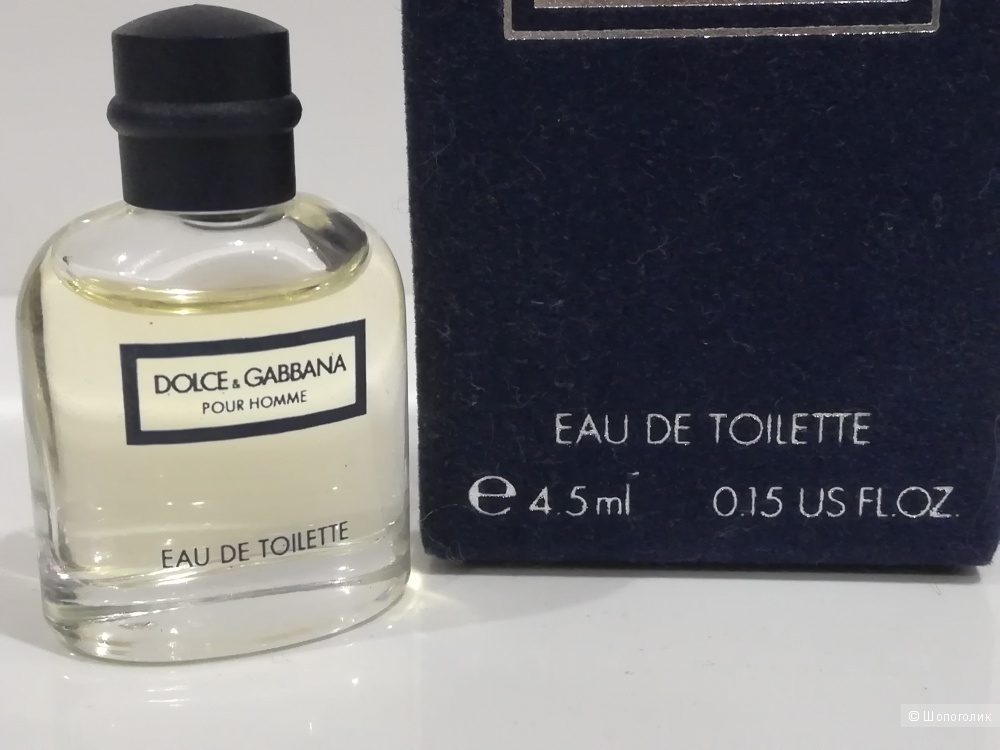 DOLCE & GABBANA
POUR HOMME
EAU DE TOILETTE
EAU DE TOILETTE
e 4.5 ml 0.15 US FL.OZ.
© Шопоголик